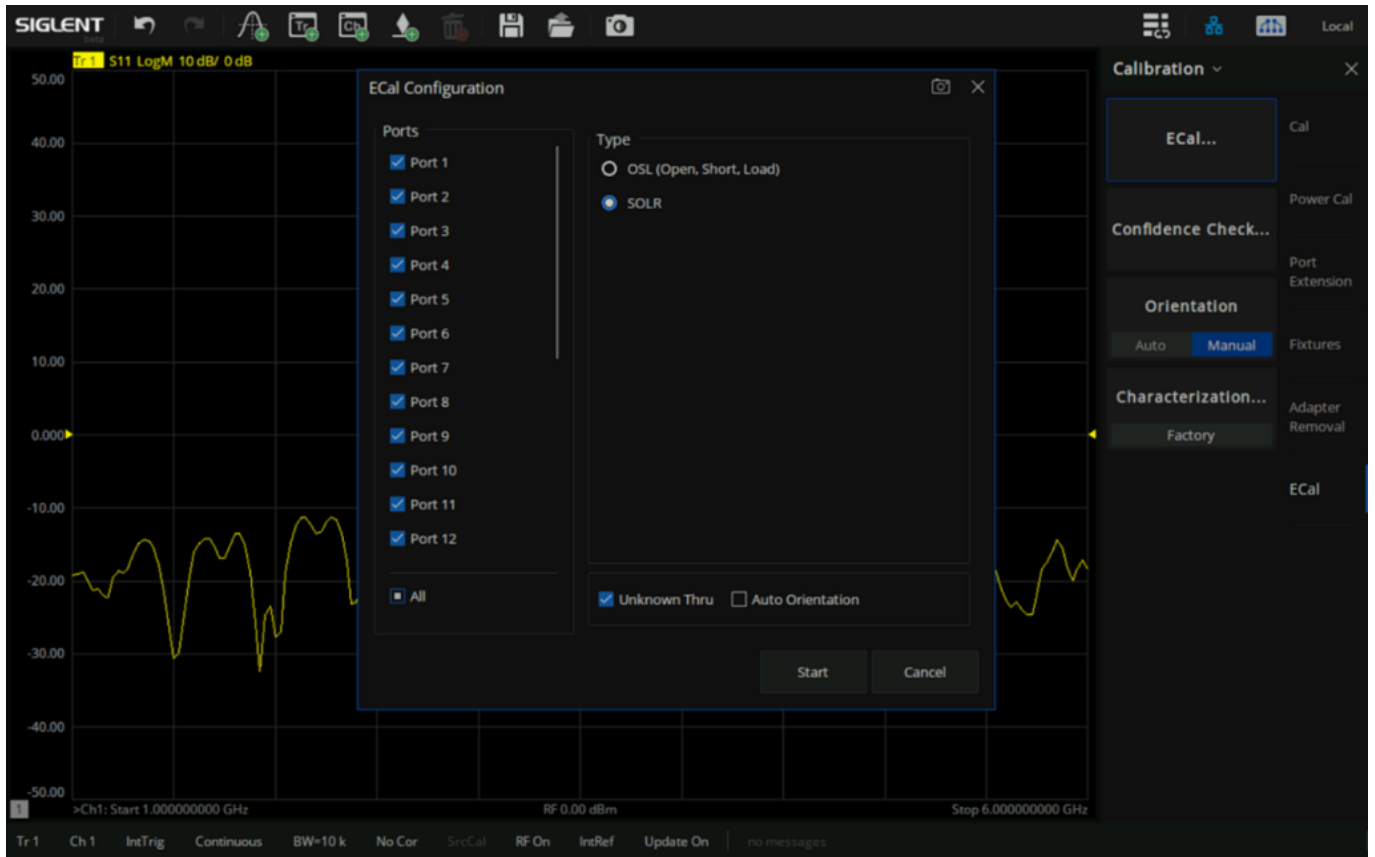 SIGLENT
beta
Tr
Ch
Local
Tr 1 S11 LogM 10 dB/ 0 dB
50.00
40.00
30.00
20.00
10.00
0.000
-10.00
-20.00
-30.00
-40.00
-50.00
ECal Configuration
Ports
Port 1
Port 2
Port 3
Port 4
Port 5
Port 6
Port 7
Port 8
Port 9
Port 10
Port 11
Port 12
All
Type
OSL (Open, Short, Load)
SOLR
Unknown Thru
Auto Orientation
Start
Cancel
Calibration
ECal...
Confidence Check...
Orientation
Auto Manual
Characterization...
Factory
Cal
Power Cal
Port
Extension
Fixtures
Adapter
Removal
ECal
1 >Ch1: Start 1.000000000 GHz RF 0.00 dBm Stop 6.000000000 GHz
Tr 1 Ch 1 IntTrig Continuous BW=10 k No Cor SrcCal RF On IntRef Update On no messages